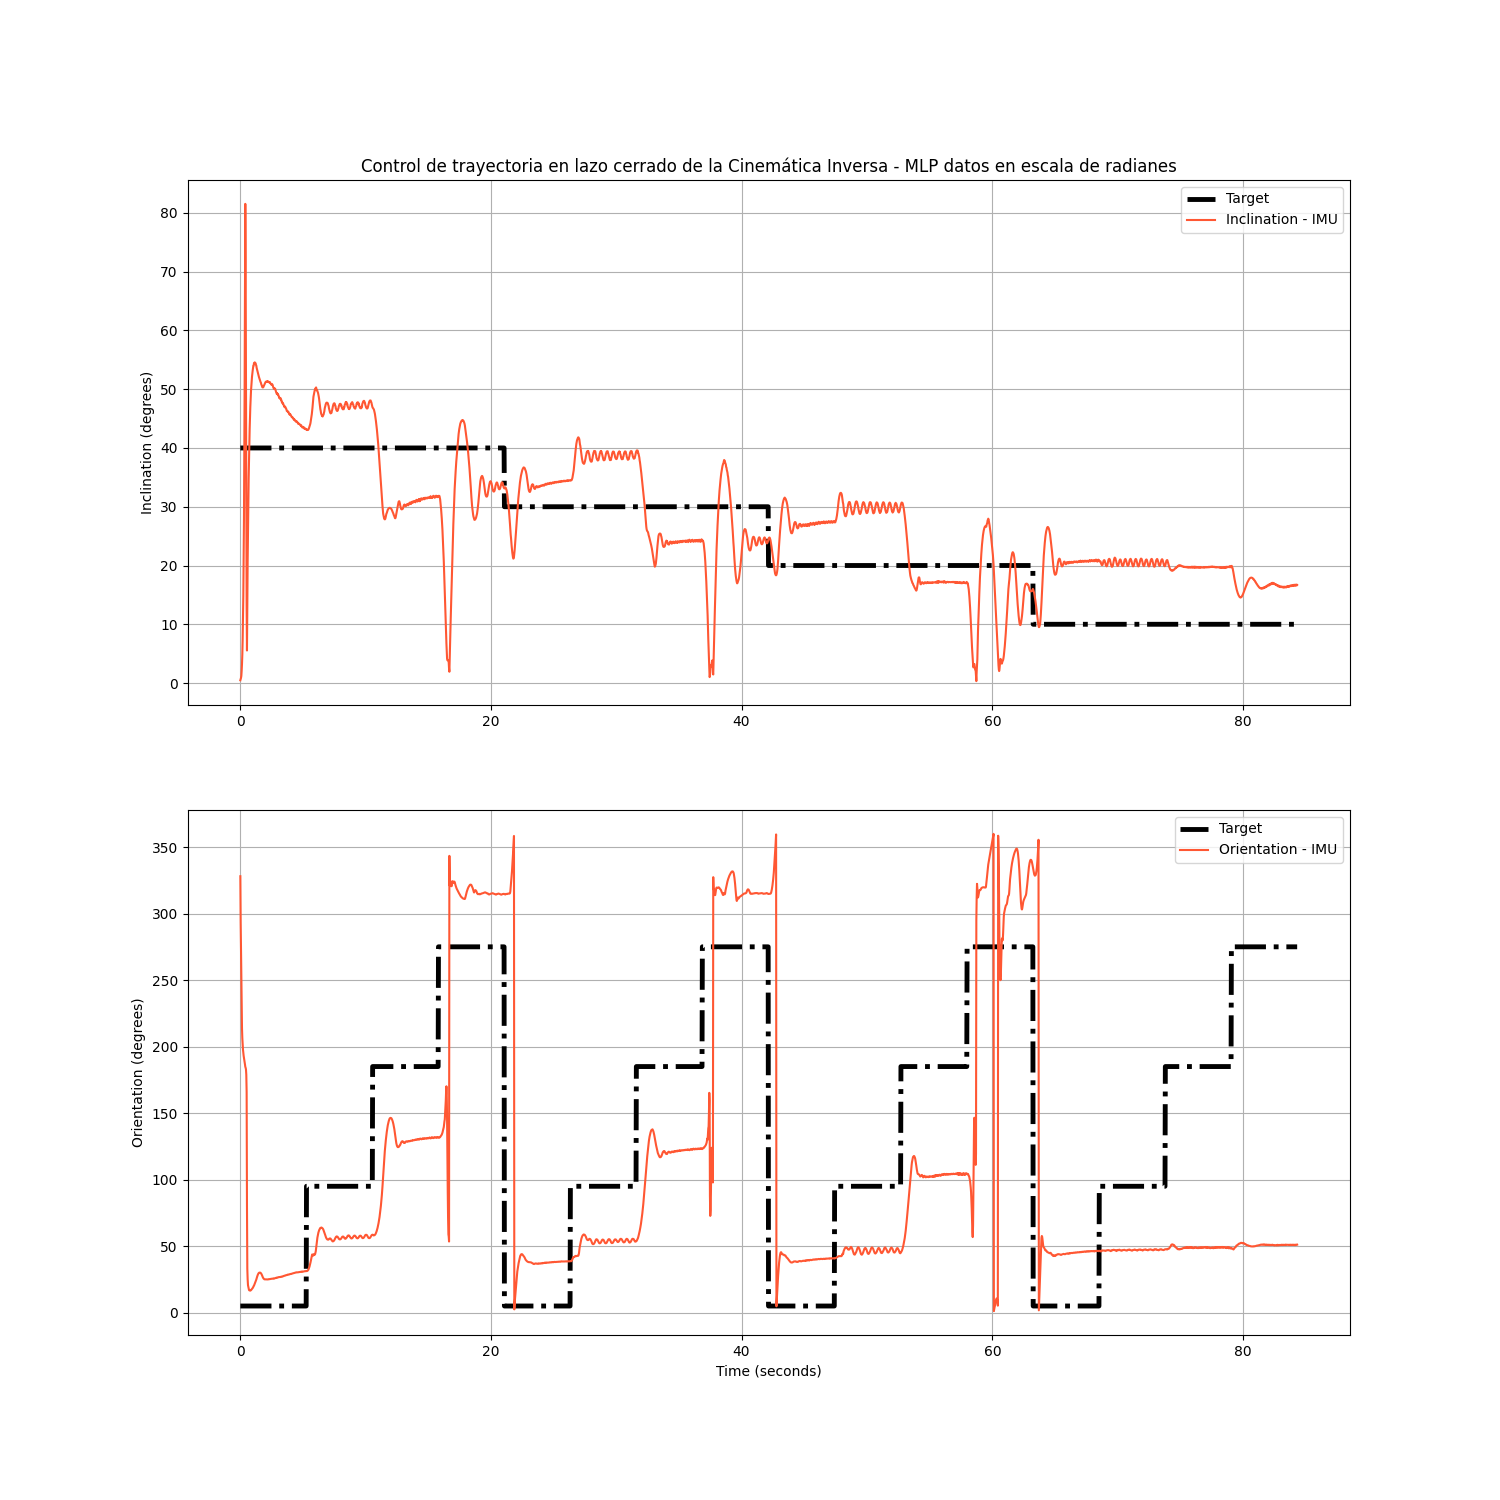 Control de trayectoria en lazo cerrado de la Cinemática Inversa - MLP datos en escala de radianes
Target
Inclination - IMU
Inclination (degrees)
80
70
60
50
40
30
20
10
0
0 20 40 60 80
Target
Orientation - IMU
Orientation (degrees)
350
300
250
200
150
100
50
0
0 20 40 60 80
Time (seconds)